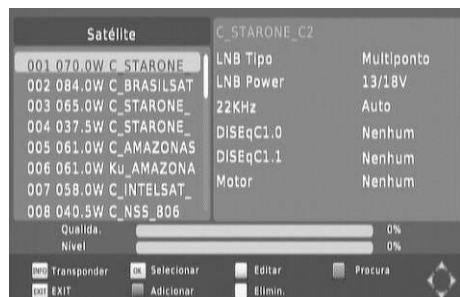 Satélite
001 070.0W C_STARONE_
002 084.0W C_BRASILSAT
003 065.0W C_STARONE_
004 037.5W C_STARONE_
005 061.0W C_AMAZONAS
006 061.0W Ku_AMAZONA
007 058.0W C_INTELSAT_
008 040.5W C_NSS_806
C_STARONE_C2
LNB Tipo Multiponto
LNB Power 13/18V
22KHz Auto
DiSEqC1.0 Nenhum
DiSEqC1.1 Nenhum
Motor Nenhum
Qualida. 0%
Nível 0%
INFO Transponder OK Selecionar Editar Procura
EXIT EXIT Adicionar Elimin.